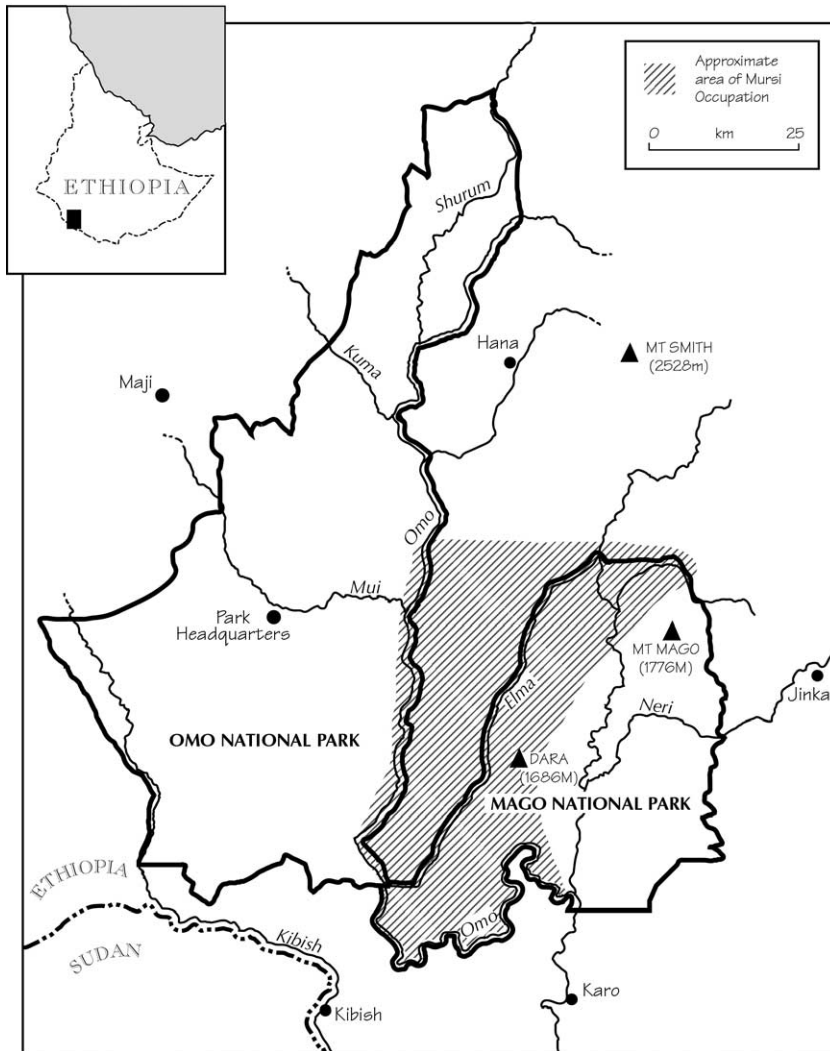 ETHIOPIA
Approximate
area of Mursi
Occupation
0 km 25
Shurum
Hana
MT SMITH
(2528m)
Kuma
Maji
Omo
Mui
Park
Headquarters
MT MAGO
(1776M)
Jinka
Elma
Neri
OMO NATIONAL PARK
DARA
(1686M)
MAGO NATIONAL PARK
ETHIOPIA
SUDAN
Kibish
Omo
Karo
Kibish